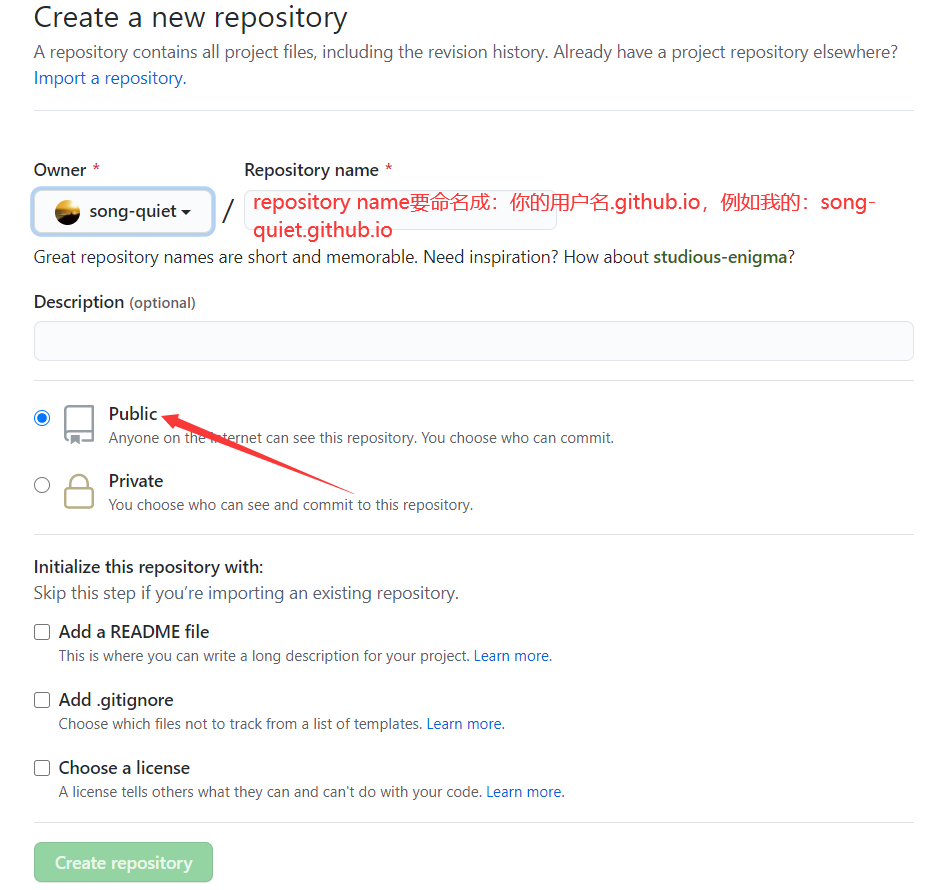 Create a new repository
A repository contains all project files, including the revision history. Already have a project repository elsewhere?
Import a repository.
Owner *
Repository name *
song-quiet
/
repository name要命名成：你的用户名.github.io，例如我的：song-
quiet.github.io
Great repository names are short and memorable. Need inspiration? How about studious-enigma?
Description (optional)
Public
Anyone on the internet can see this repository. You choose who can commit.
Private
You choose who can see and commit to this repository.
Initialize this repository with:
Skip this step if you’re importing an existing repository.
Add a README file
This is where you can write a long description for your project. Learn more.
Add .gitignore
Choose which files not to track from a list of templates. Learn more.
Choose a license
A license tells others what they can and can't do with your code. Learn more.
Create repository